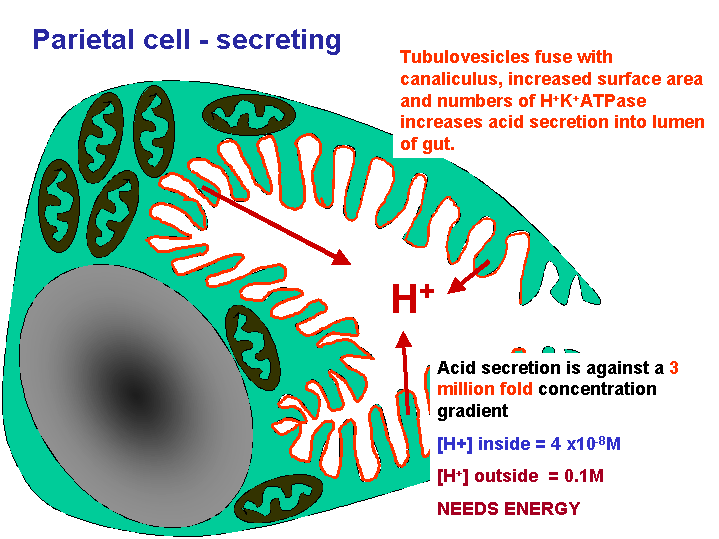 Parietal cell - secreting
Tubulovesicles fuse with
canaliculus, increased surface area
and numbers of H⁺K⁺ATPase
increases acid secretion into lumen
of gut.
H⁺
Acid secretion is against a 3
million fold concentration
gradient
[H+] inside = 4 x10⁻⁸M
[H⁺] outside = 0.1M
NEEDS ENERGY